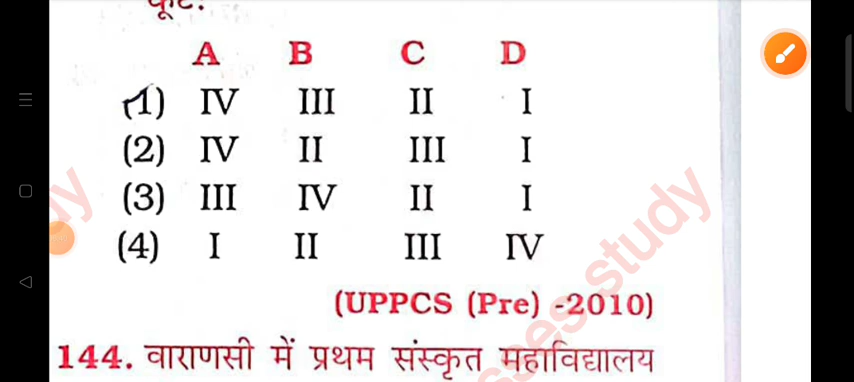 कूट:
A B C D
(1) IV III II I
(2) IV II III I
(3) III IV II I
(4) I II III IV
(UPPCS (Pre) -2010)
144. वाराणसी में प्रथम संस्कृत महाविद्यालय
study